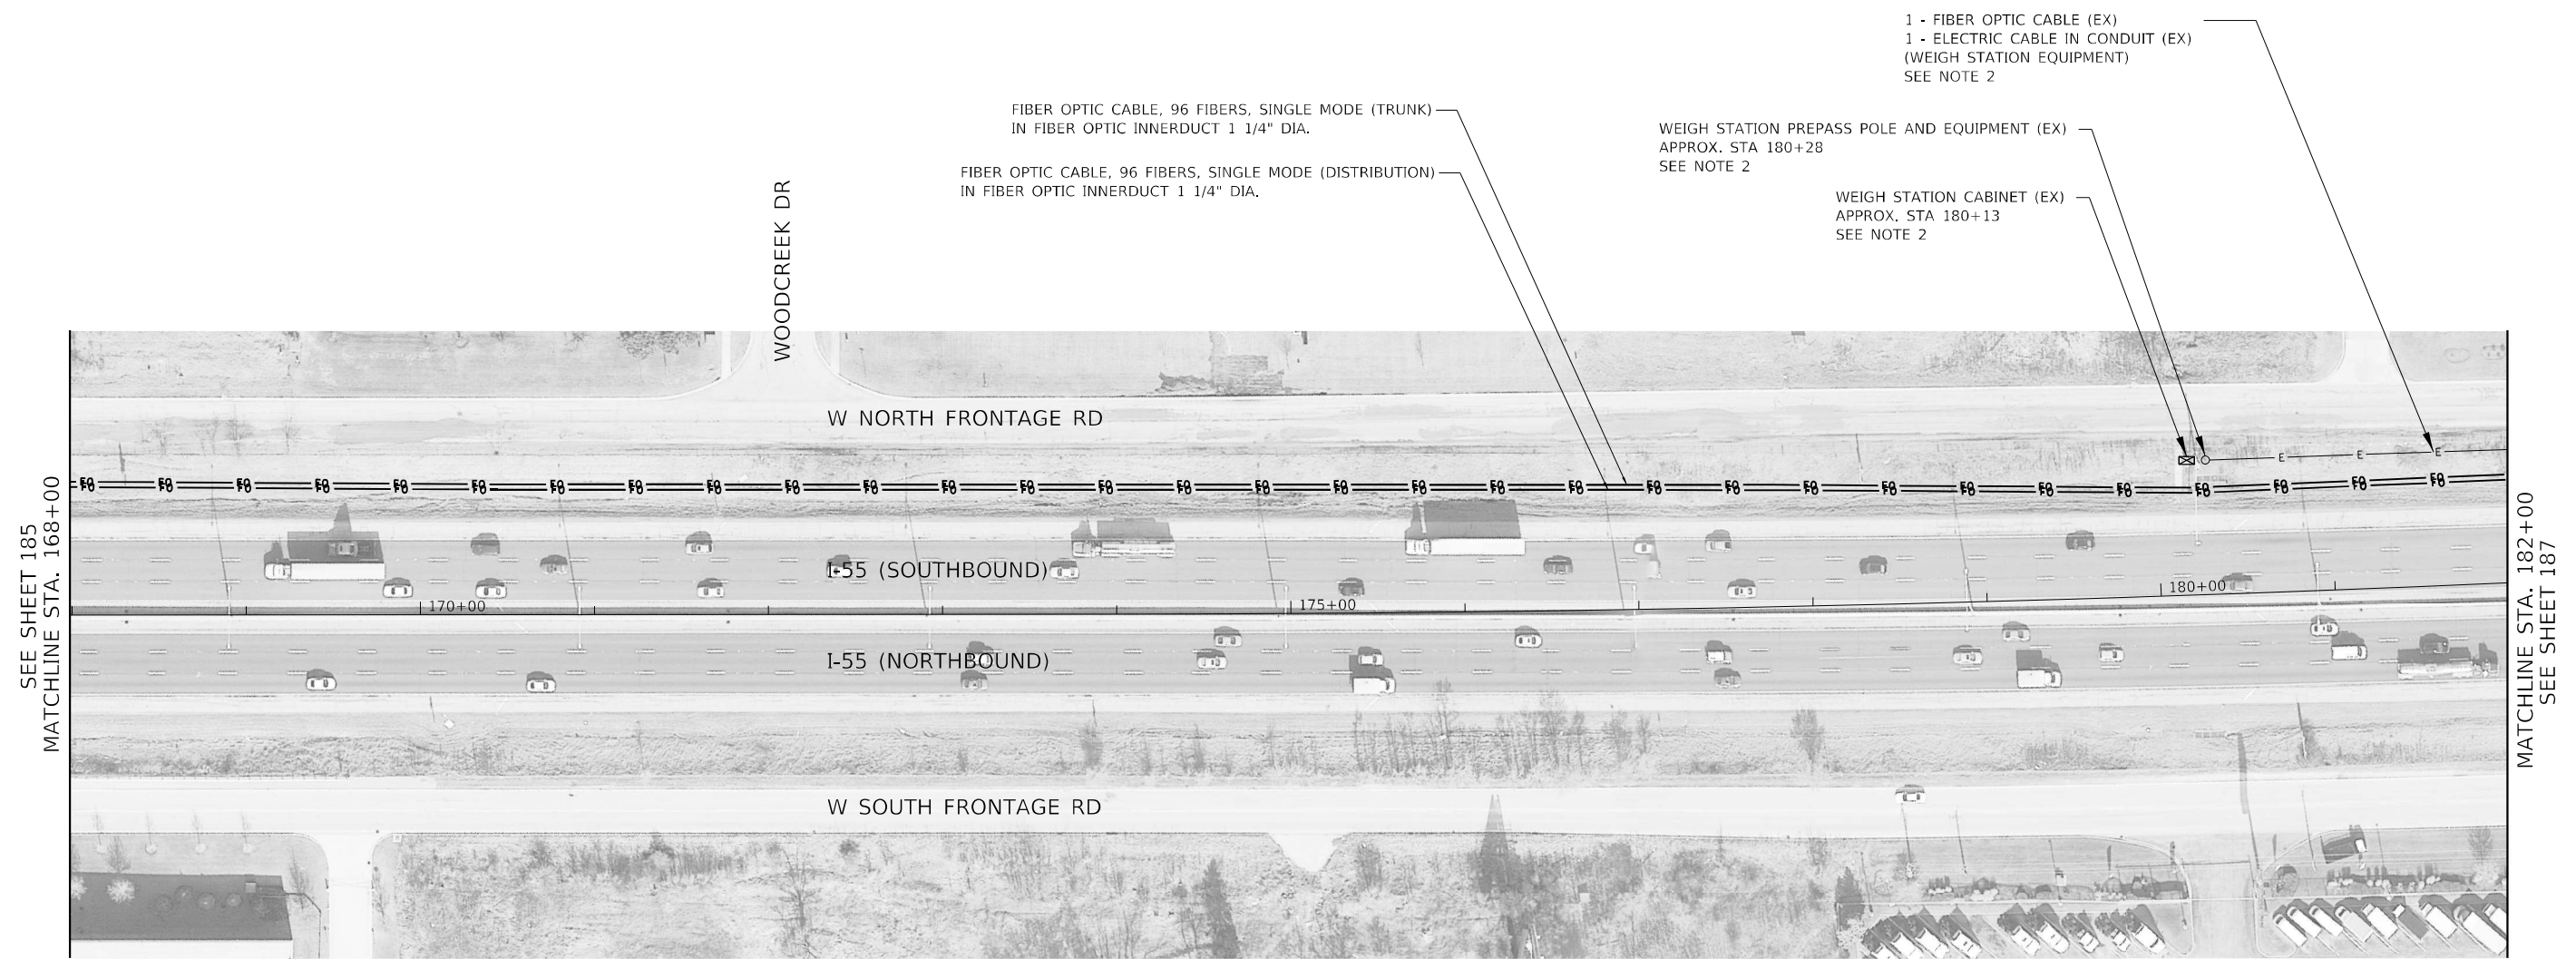 1 - FIBER OPTIC CABLE (EX)
1 - ELECTRIC CABLE IN CONDUIT (EX)
(WEIGH STATION EQUIPMENT)
SEE NOTE 2
FIBER OPTIC CABLE, 96 FIBERS, SINGLE MODE (TRUNK)
IN FIBER OPTIC INNERDUCT 1 1/4" DIA.
WEIGH STATION PREPASS POLE AND EQUIPMENT (EX)
APPROX. STA 180+28
SEE NOTE 2
FIBER OPTIC CABLE, 96 FIBERS, SINGLE MODE (DISTRIBUTION)
IN FIBER OPTIC INNERDUCT 1 1/4" DIA.
WEIGH STATION CABINET (EX)
APPROX. STA 180+13
SEE NOTE 2
WOODCREEK DR
W NORTH FRONTAGE RD
E E E
SEE SHEET 185
MATCHLINE STA. 168+00
I-55 (SOUTHBOUND)
170+00
175+00
180+00
I-55 (NORTHBOUND)
W SOUTH FRONTAGE RD
MATCHLINE STA. 182+00
SEE SHEET 187